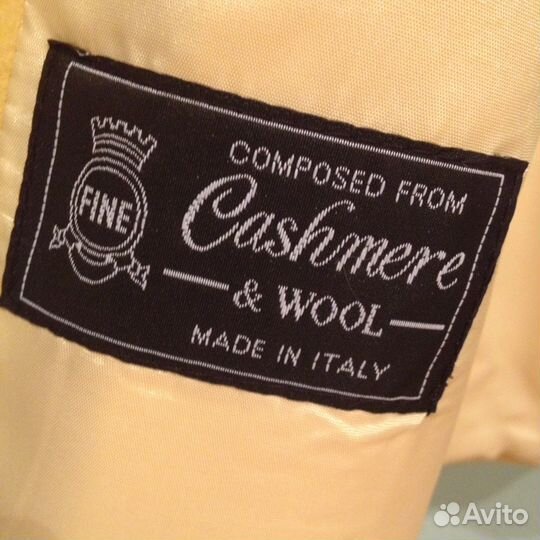 FINE
COMPOSED FROM
Cashmere
& WOOL
MADE IN ITALY
Avito